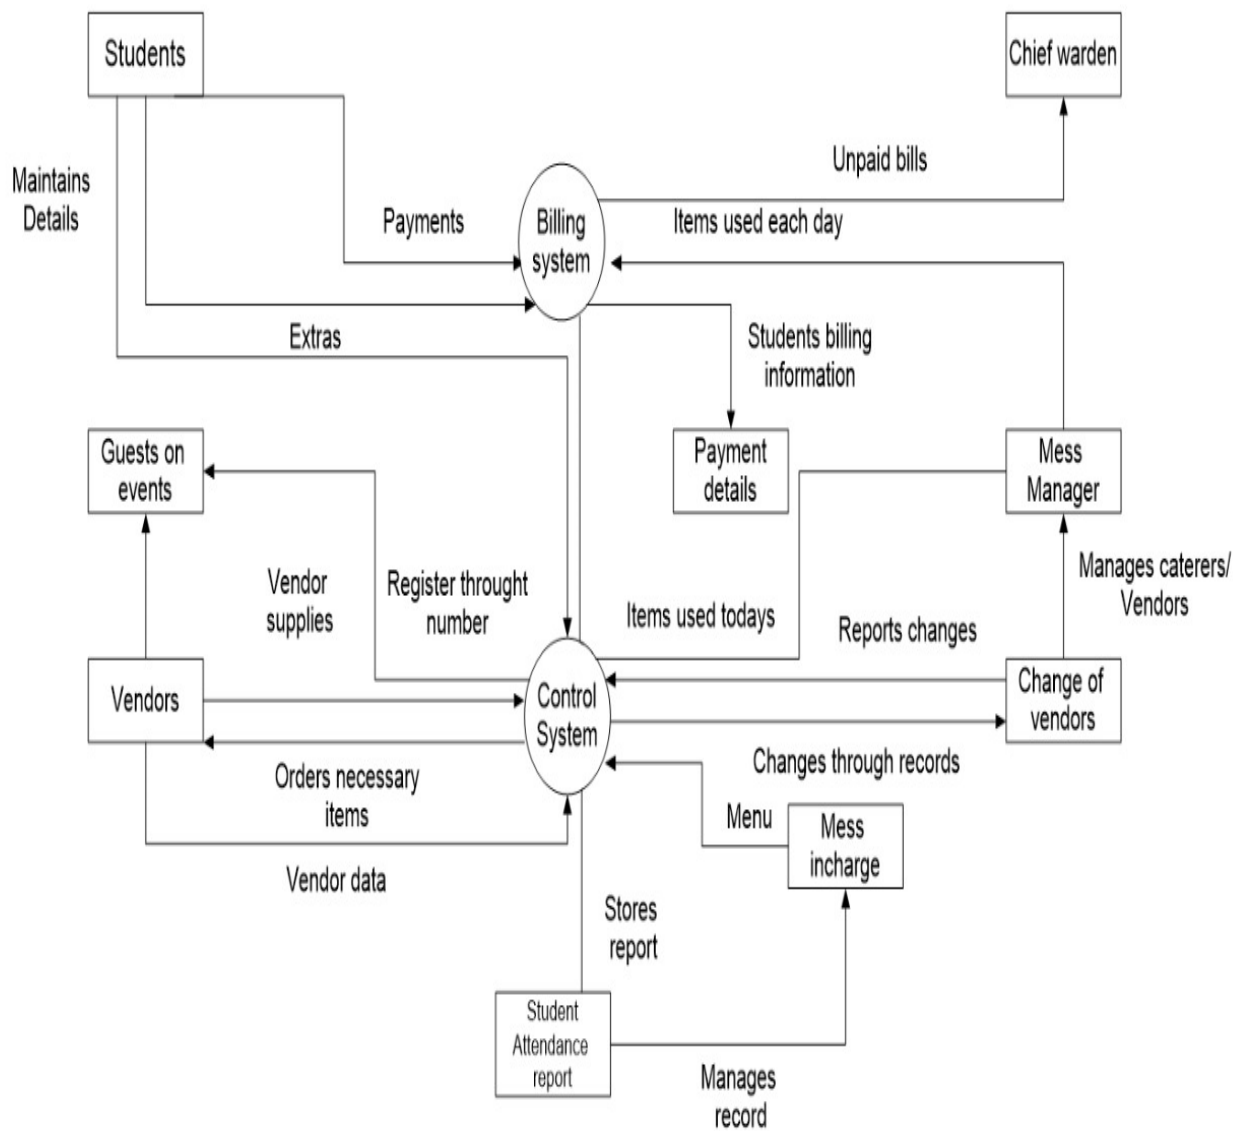 Students
Chief warden
Maintains
Details
Unpaid bills
Payments
Billing
system
Items used each day
Extras
Students billing
information
Guests on
events
Payment
details
Mess
Manager
Vendor
supplies
Register throught
number
Items used todays
Reports changes
Manages caterers/
Vendors
Vendors
Control
System
Change of
vendors
Orders necessary
items
Changes through records
Menu
Mess
incharge
Vendor data
Stores
report
Student
Attendance
report
Manages
record